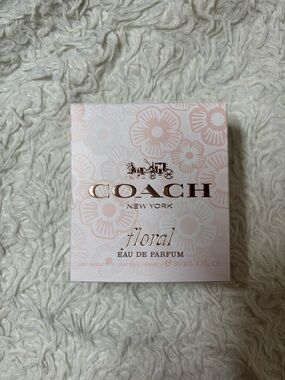 COACH
NEW YORK
floral
EAU DE PARFUM